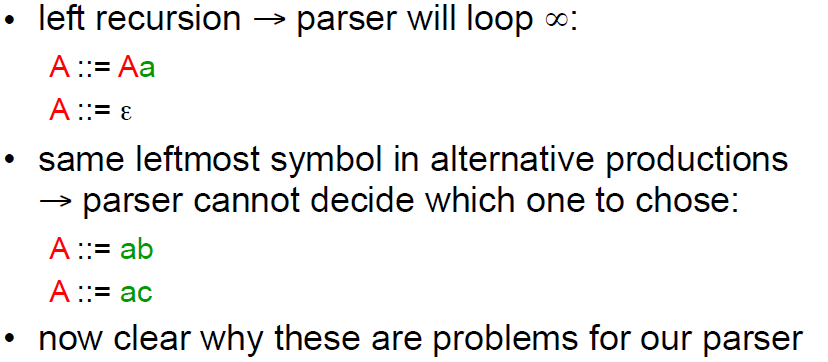 • left recursion → parser will loop ∞:
A ::= Aa
A ::= ε
• same leftmost symbol in alternative productions
→ parser cannot decide which one to chose:
A ::= ab
A ::= ac
• now clear why these are problems for our parser